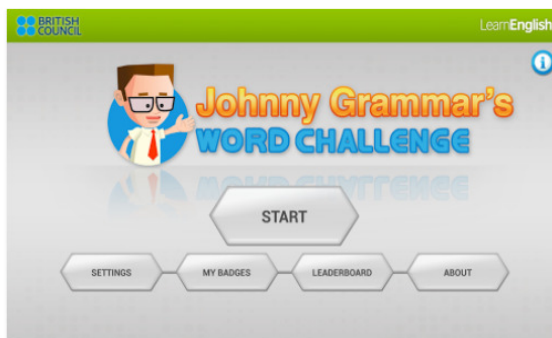 BRITISH
COUNCIL
LearnEnglish
i
Johnny Grammar's
WORD CHALLENGE
START
SETTINGS
MY BADGES
LEADERBOARD
ABOUT